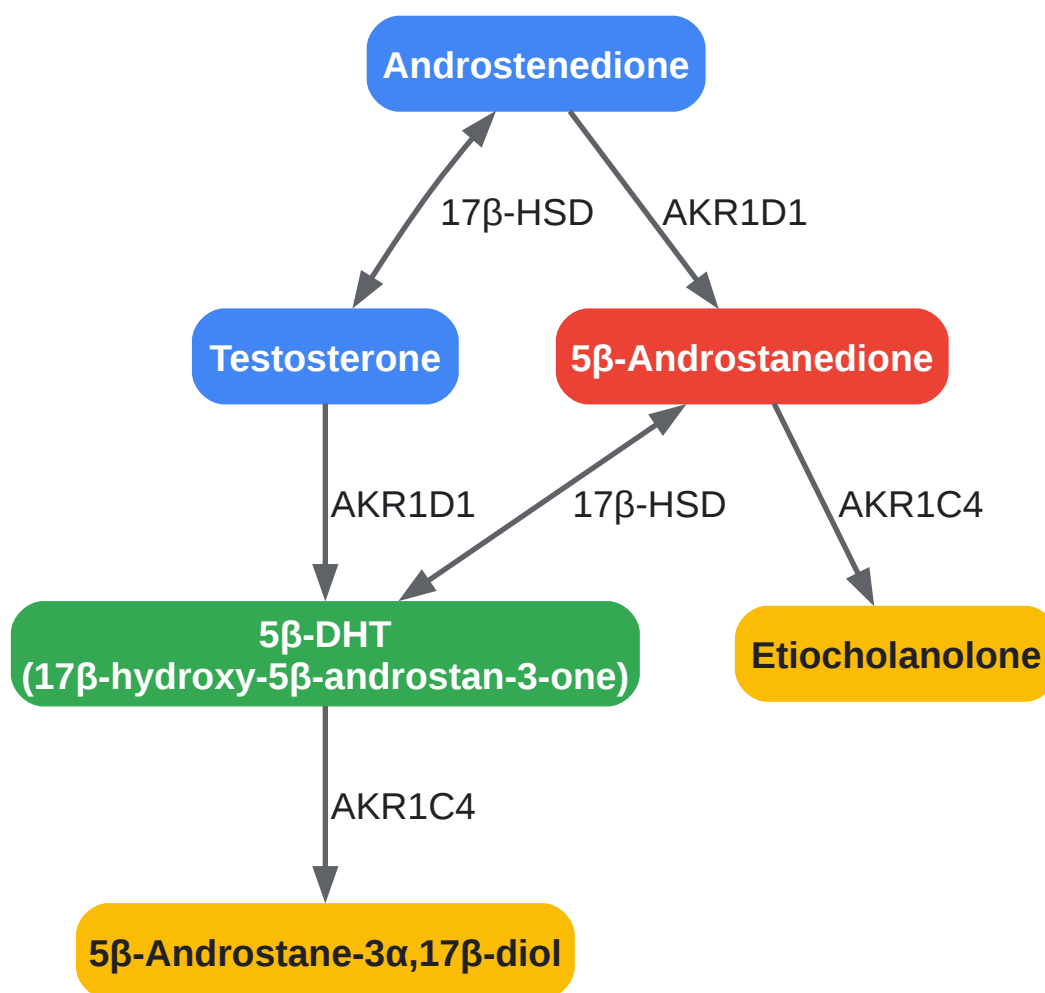 Androstenedione
17β-HSD
AKR1D1
Testosterone
5β-Androstanedione
AKR1D1
17β-HSD
AKR1C4
5β-DHT
(17β-hydroxy-5β-androstan-3-one)
Etiocholanolone
AKR1C4
5β-Androstane-3α,17β-diol